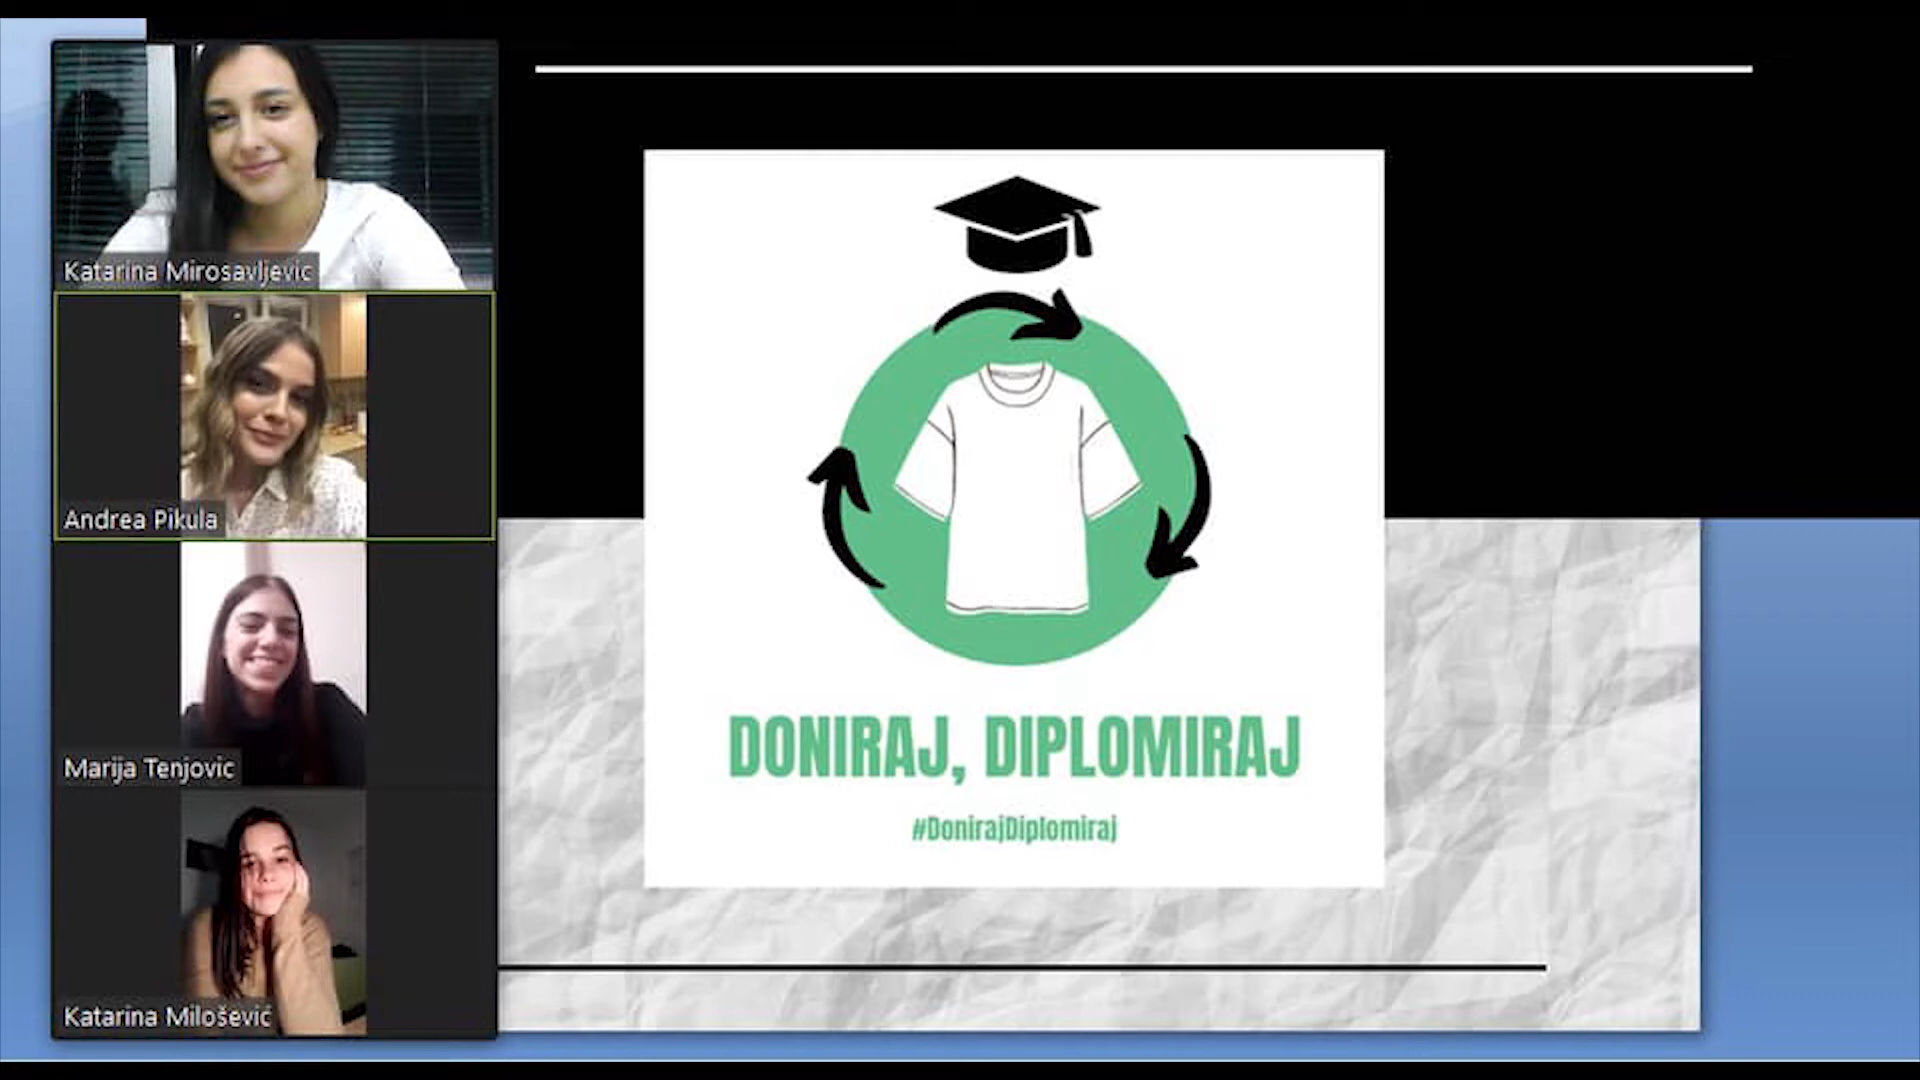 Katarina Mirosavljevic
Andrea Pikula
Marija Tenjovic
Katarina Milošević
DONIRAJ, DIPLOMIRAJ
#DonirajDiplomiraj